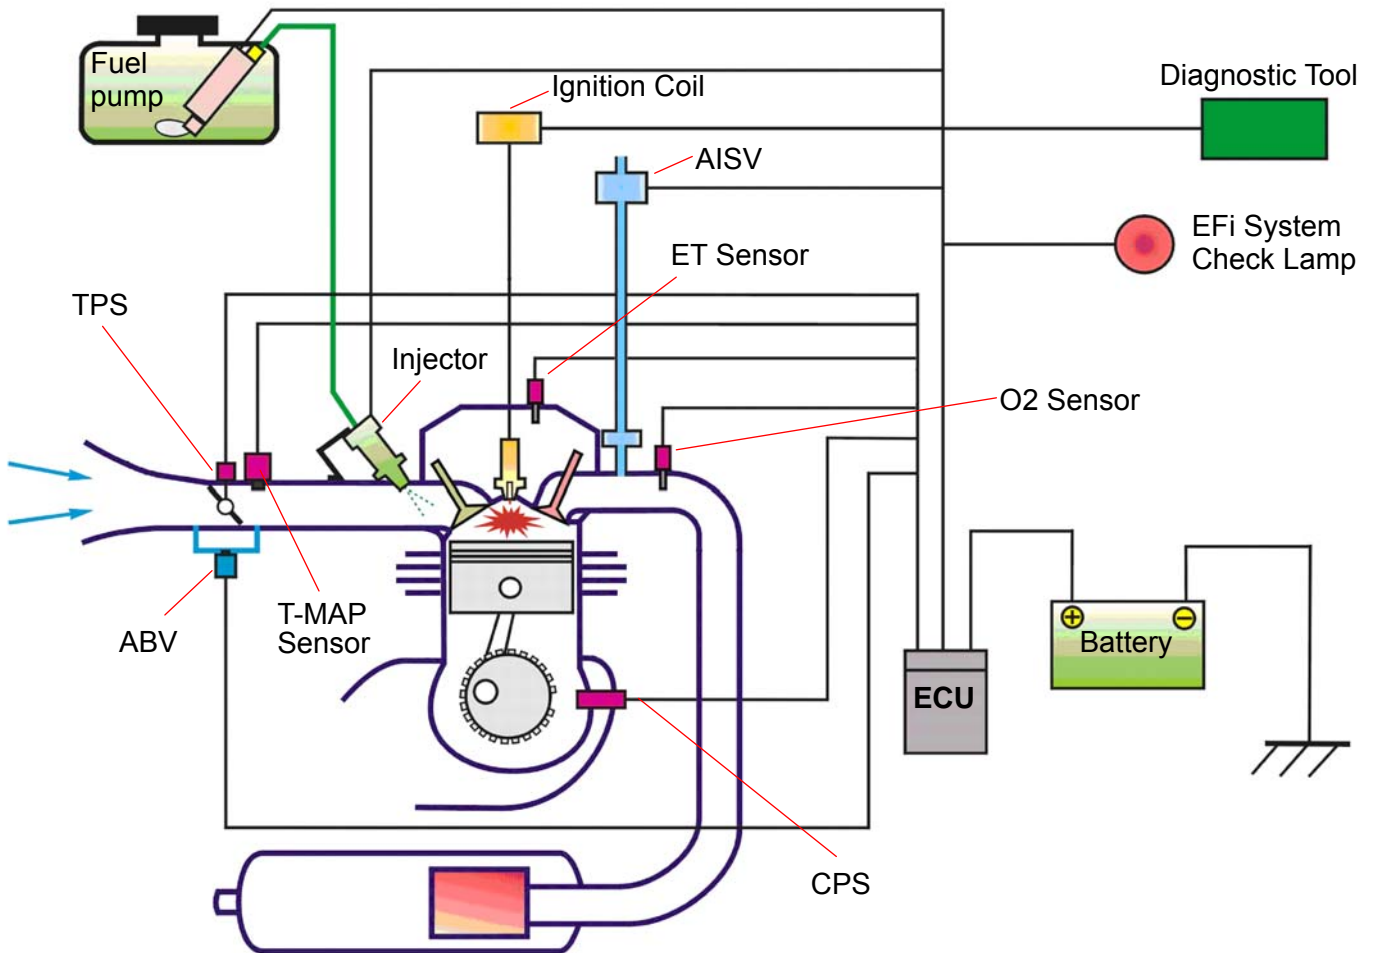 Fuel
pump
Ignition Coil
Diagnostic Tool
AISV
EFi System
Check Lamp
ET Sensor
TPS
Injector
O2 Sensor
T-MAP
Sensor
ABV
Battery
ECU
CPS